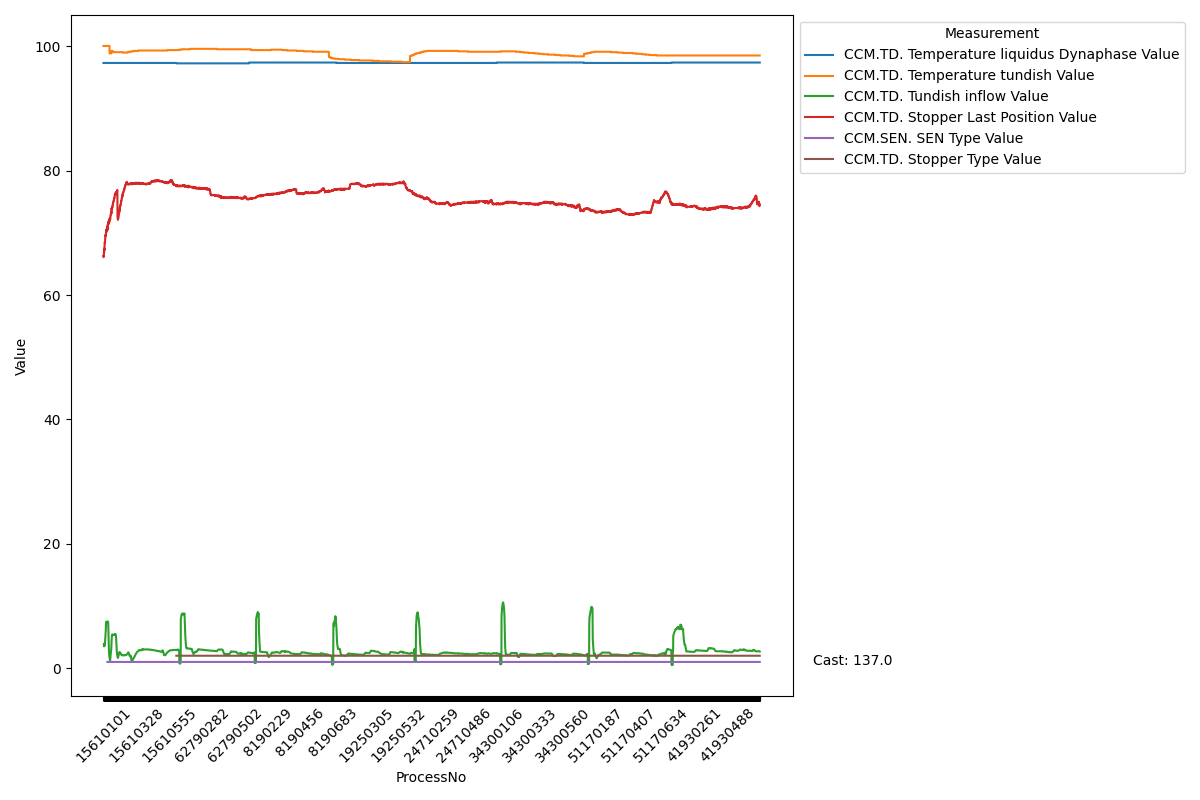 Measurement
CCM.TD. Temperature liquidus Dynaphase Value
CCM.TD. Temperature tundish Value
CCM.TD. Tundish inflow Value
CCM.TD. Stopper Last Position Value
CCM.SEN. SEN Type Value
CCM.TD. Stopper Type Value
100
80
60
40
20
0
Value
Cast: 137.0
15610101
15610328
15610555
62790282
62790502
8190229
8190456
8190683
19250305
19250532
24710259
24710486
34300106
34300333
34300560
51170187
51170407
51170634
41930261
41930488
ProcessNo